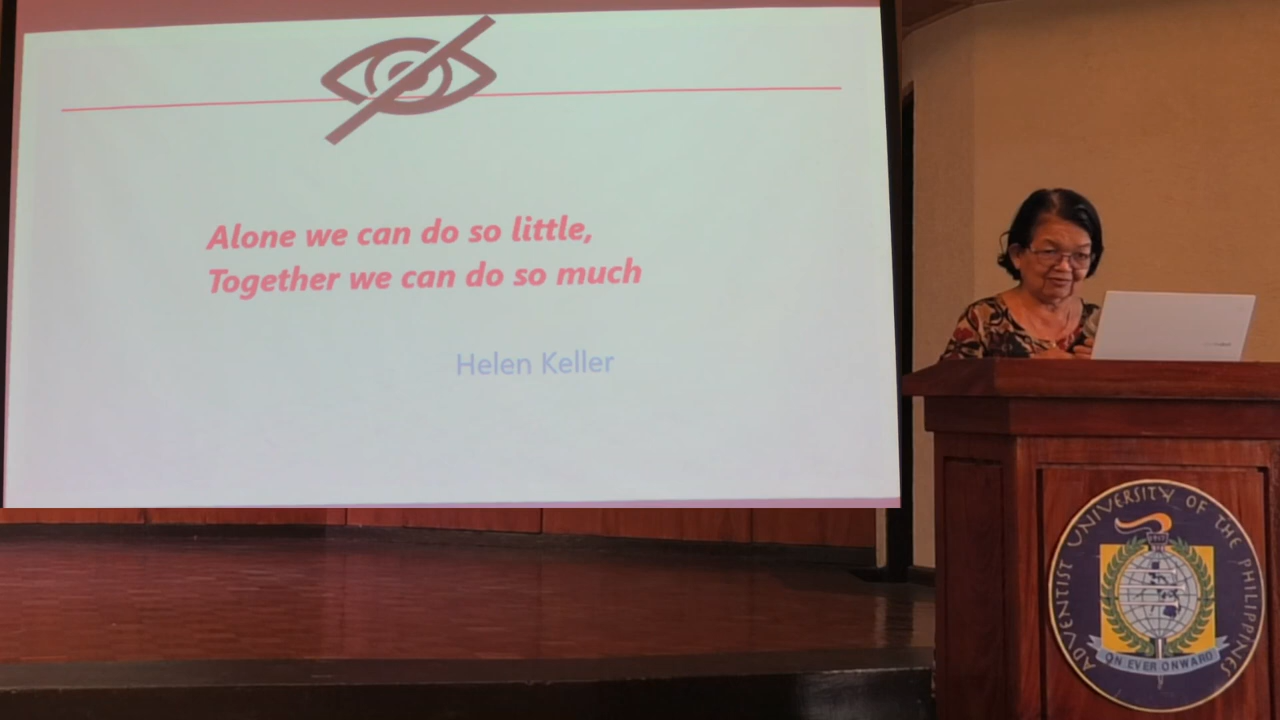 Alone we can do so little,
Together we can do so much
Helen Keller
ADVENTIST UNIVERSITY OF THE PHILIPPINES
ON EVER ONWARD